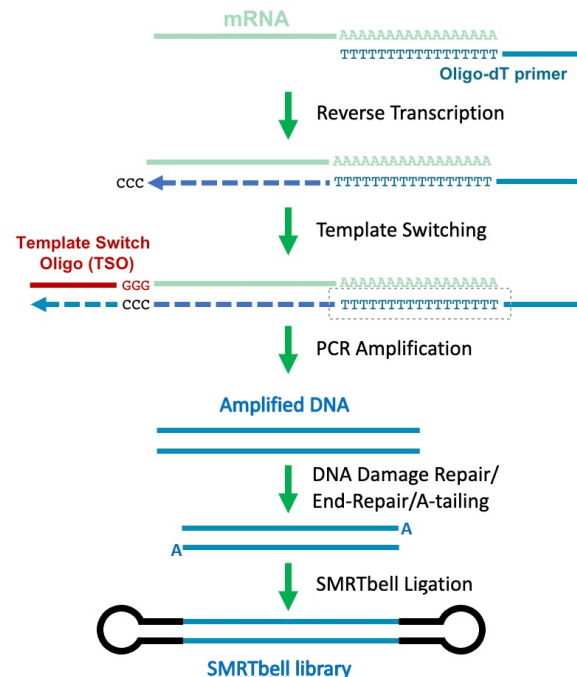 mRNA
AAAAAAAAAAAAAAAAA
TTTTTTTTTTTTTTTTT
Oligo-dT primer
Reverse Transcription
AAAAAAAAAAAAAAAAA
CCC
TTTTTTTTTTTTTTTTT
Template Switching
Template Switch
Oligo (TSO)
GGG
AAAAAAAAAAAAAAAAA
CCC
TTTTTTTTTTTTTTTTT
PCR Amplification
Amplified DNA
DNA Damage Repair/
End-Repair/A-tailing
A
A
SMRTbell Ligation
SMRTbell library